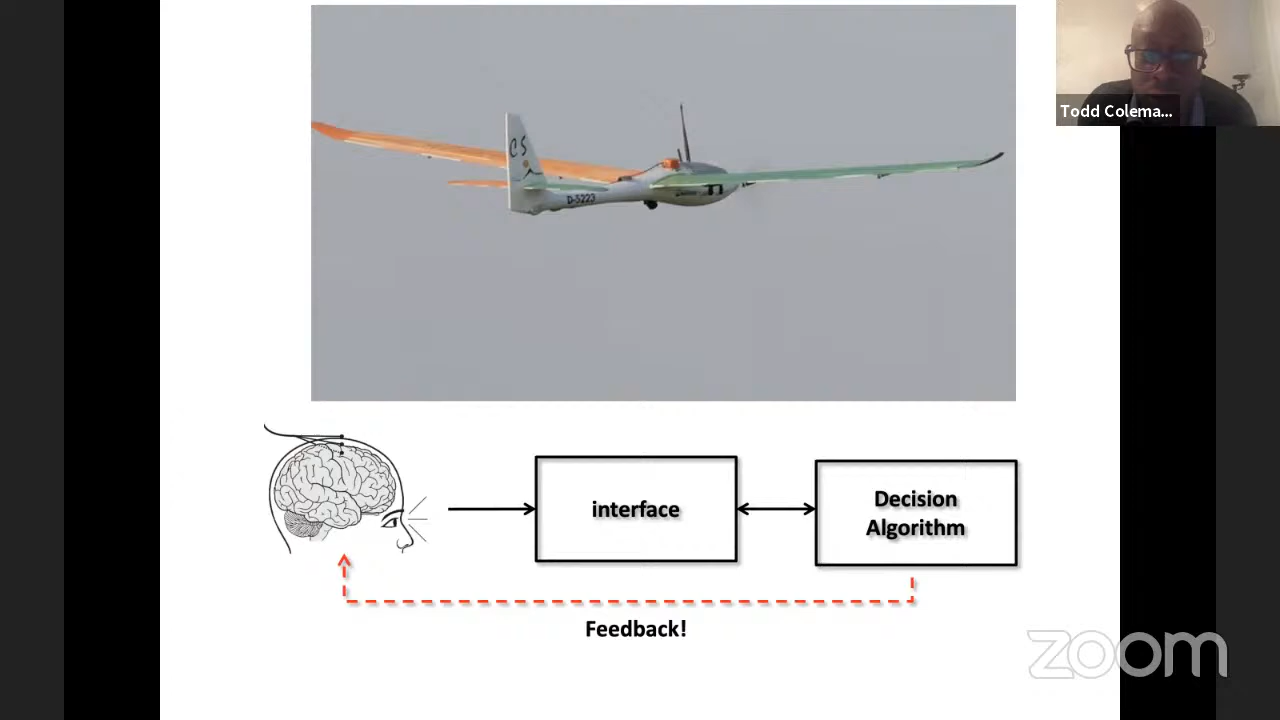 CS
D-5223
Todd Colema...
interface
Decision
Algorithm
Feedback!
zoom